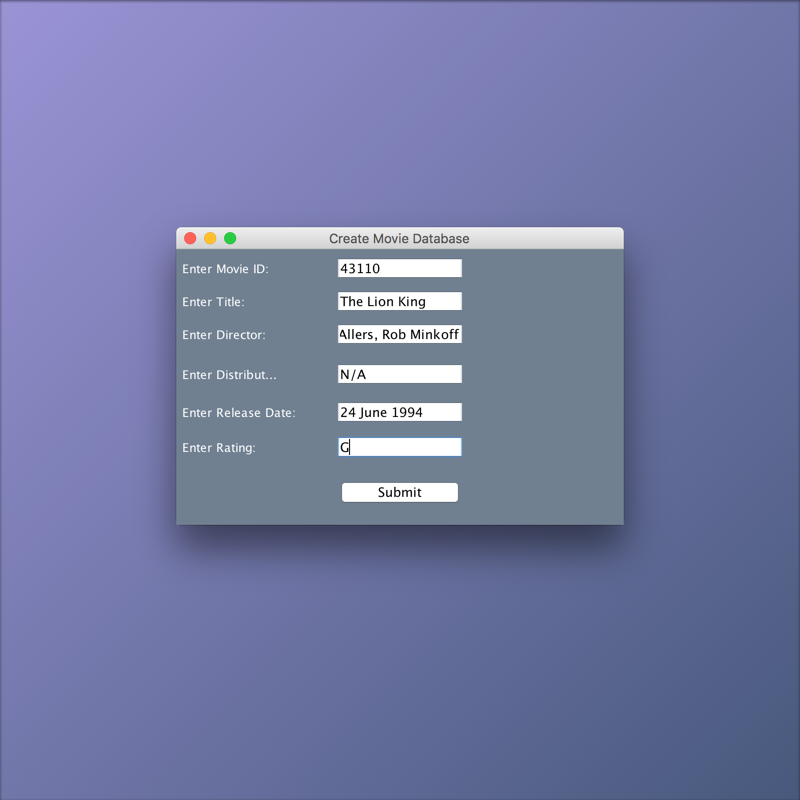 Create Movie Database
Enter Movie ID: 43110
Enter Title: The Lion King
Enter Director: Allers, Rob Minkoff
Enter Distribut... N/A
Enter Release Date: 24 June 1994
Enter Rating: G
Submit